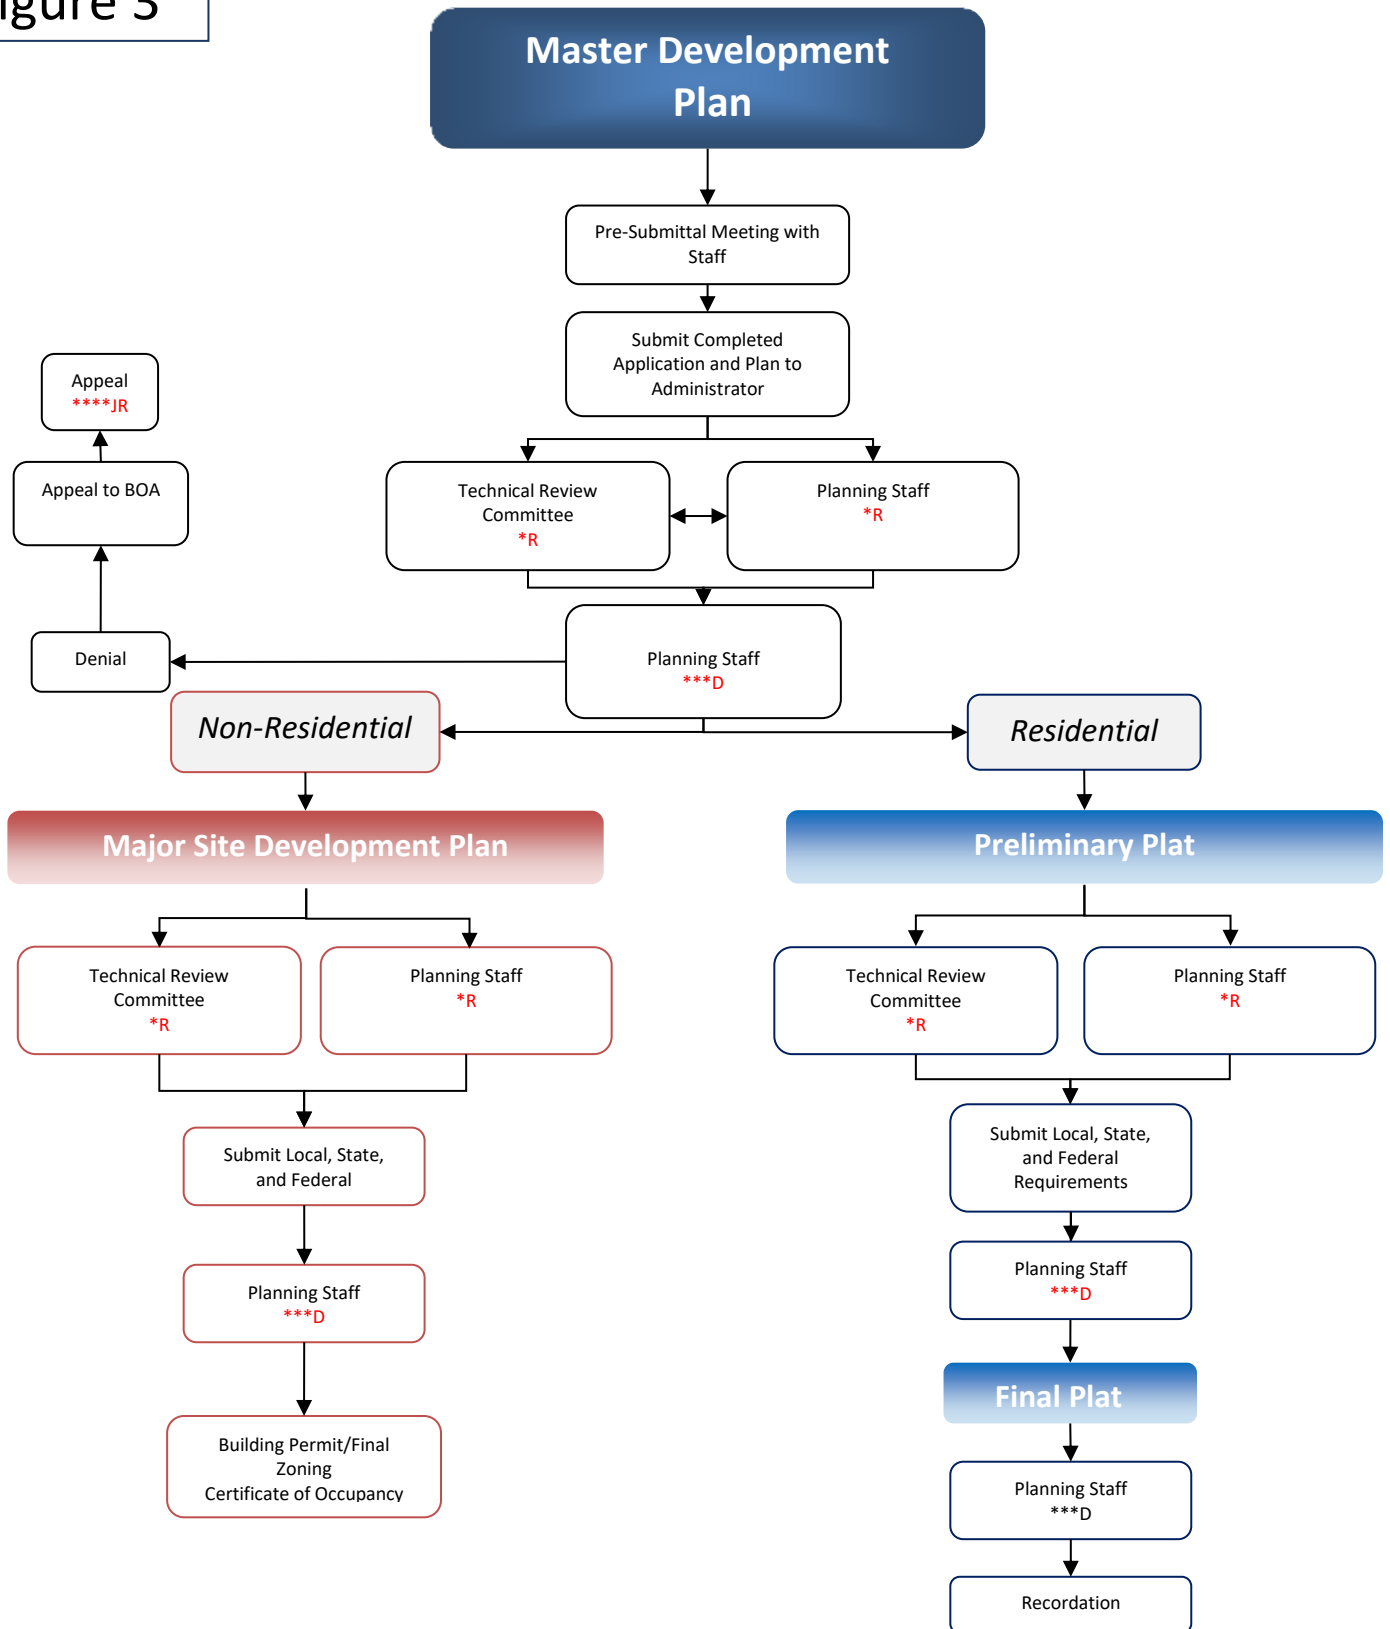 igure 3
Master Development
Plan
Pre-Submittal Meeting with
Staff
Submit Completed
Application and Plan to
Administrator
Appeal
****JR
Appeal to BOA
Technical Review
Committee
*R
Planning Staff
*R
Denial
Planning Staff
***D
Non-Residential
Residential
Major Site Development Plan
Preliminary Plat
Technical Review
Committee
*R
Planning Staff
*R
Technical Review
Committee
*R
Planning Staff
*R
Submit Local, State,
and Federal
Submit Local, State,
and Federal
Requirements
Planning Staff
***D
Planning Staff
***D
Final Plat
Building Permit/Final
Zoning
Certificate of Occupancy
Planning Staff
***D
Recordation